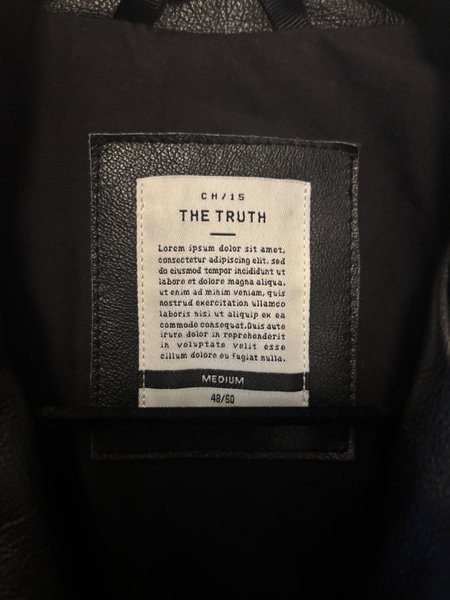 CH/15
THE TRUTH
Lorem ipsum dolor sit amet,
consectetur adipiscing elit, sed
do eiusmod tempor incididunt ut
labore et dolore magna aliqua.
ut enim ad minim veniam, quis
nostrud exercitation ullamco
laboris nisi ut aliquip ex ea
commodo consequat.Duis aute
irure dolor in reprehenderit
in voluptate velit esse
cillum dolore eu fugiat nulla.
MEDIUM
48/50